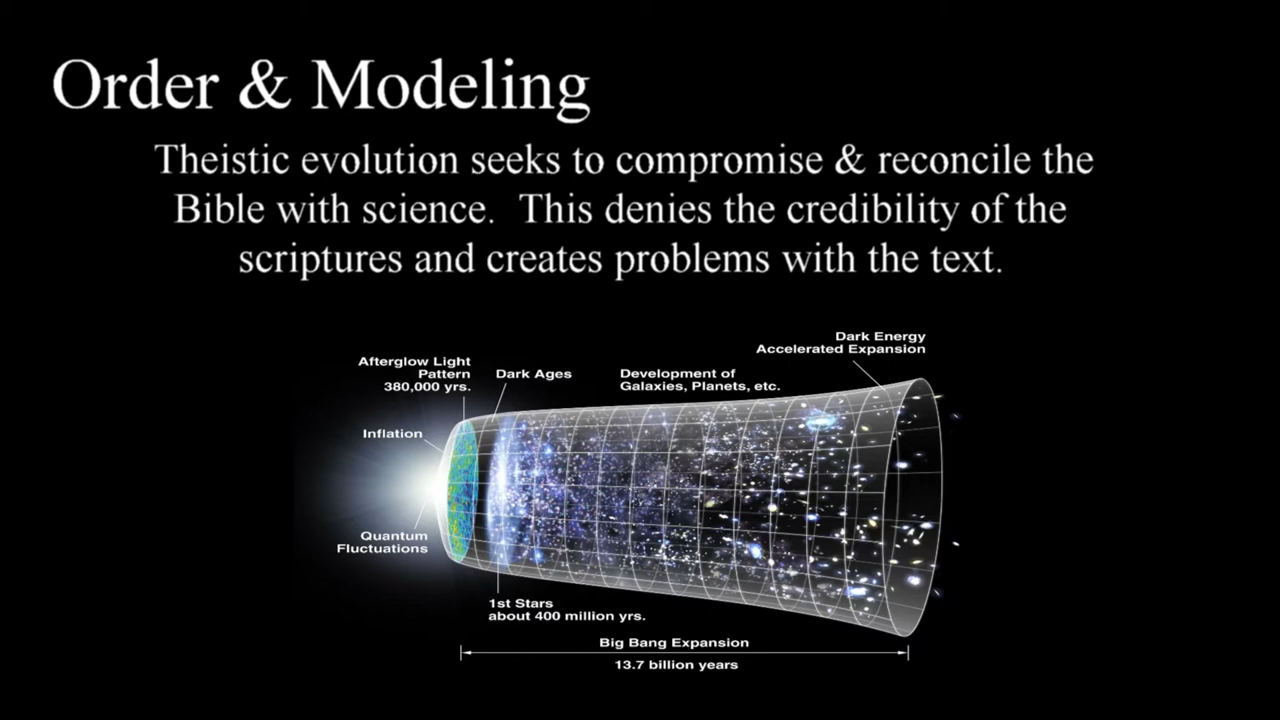 Order & Modeling
Theistic evolution seeks to compromise & reconcile the
Bible with science.  This denies the credibility of the
scriptures and creates problems with the text.
Dark Energy
Accelerated Expansion
Afterglow Light
Pattern
380,000 yrs.
Dark Ages
Development of
Galaxies, Planets, etc.
Inflation
Quantum
Fluctuations
1st Stars
about 400 million yrs.
Big Bang Expansion
13.7 billion years